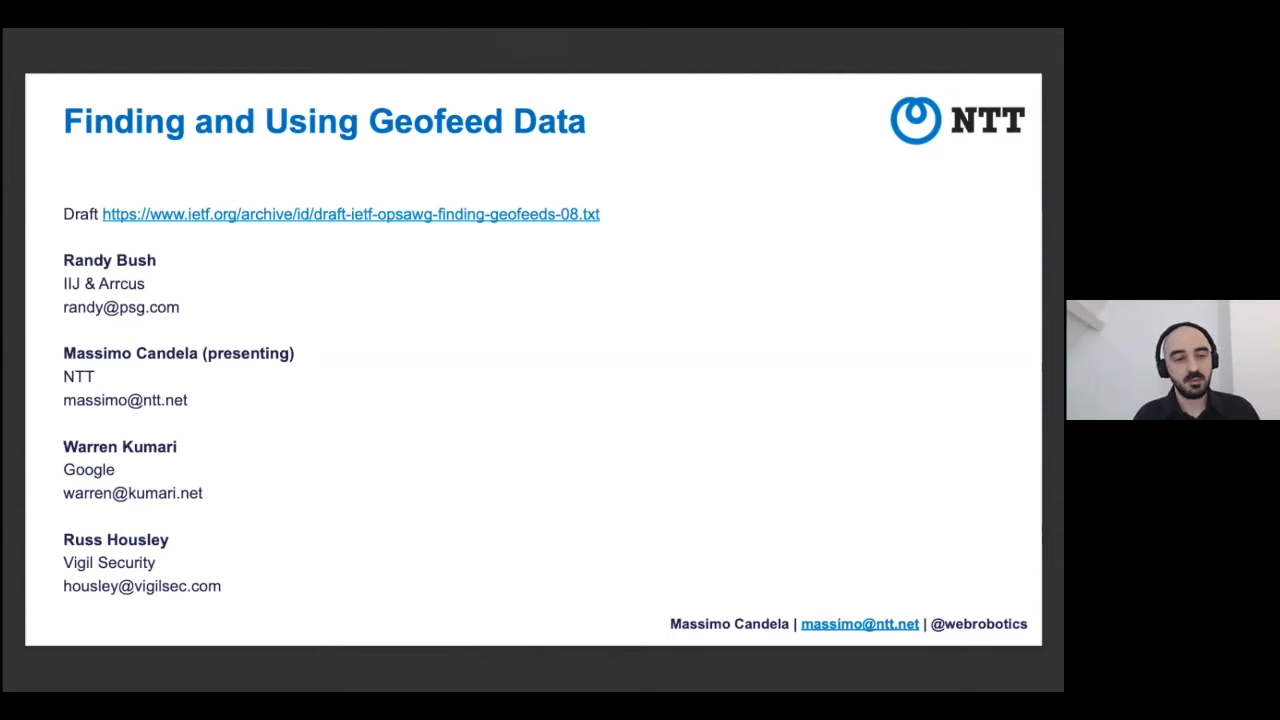 Finding and Using Geofeed Data
NTT
Draft https://www.ietf.org/archive/id/draft-ietf-opsawg-finding-geofeeds-08.txt
Randy Bush
IIJ & Arrcus
randy@psg.com
Massimo Candela (presenting)
NTT
massimo@ntt.net
Warren Kumari
Google
warren@kumari.net
Russ Housley
Vigil Security
housley@vigilsec.com
Massimo Candela | massimo@ntt.net | @webrobotics